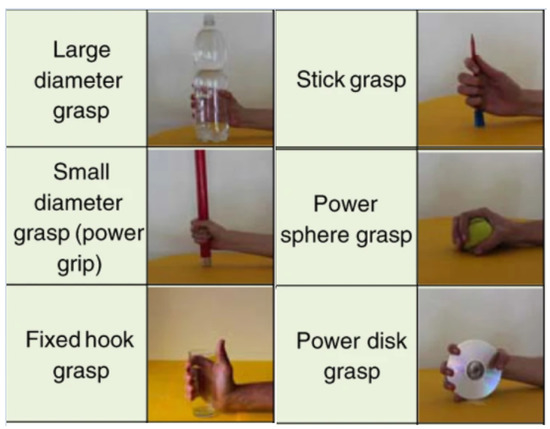 Large
diameter
grasp
Stick grasp
Small
diameter
grasp (power
grip)
Power
sphere grasp
Fixed hook
grasp
Power disk
grasp